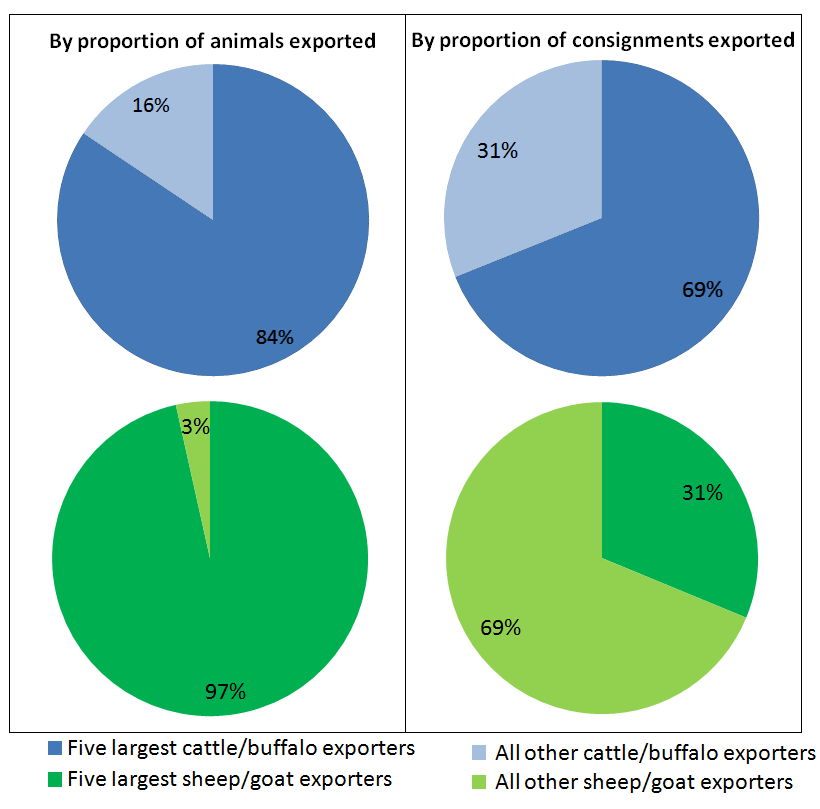 By proportion of animals exported
By proportion of consignments exported
16%
84%
31%
69%
3%
97%
31%
69%
Five largest cattle/buffalo exporters
All other cattle/buffalo exporters
Five largest sheep/goat exporters
All other sheep/goat exporters